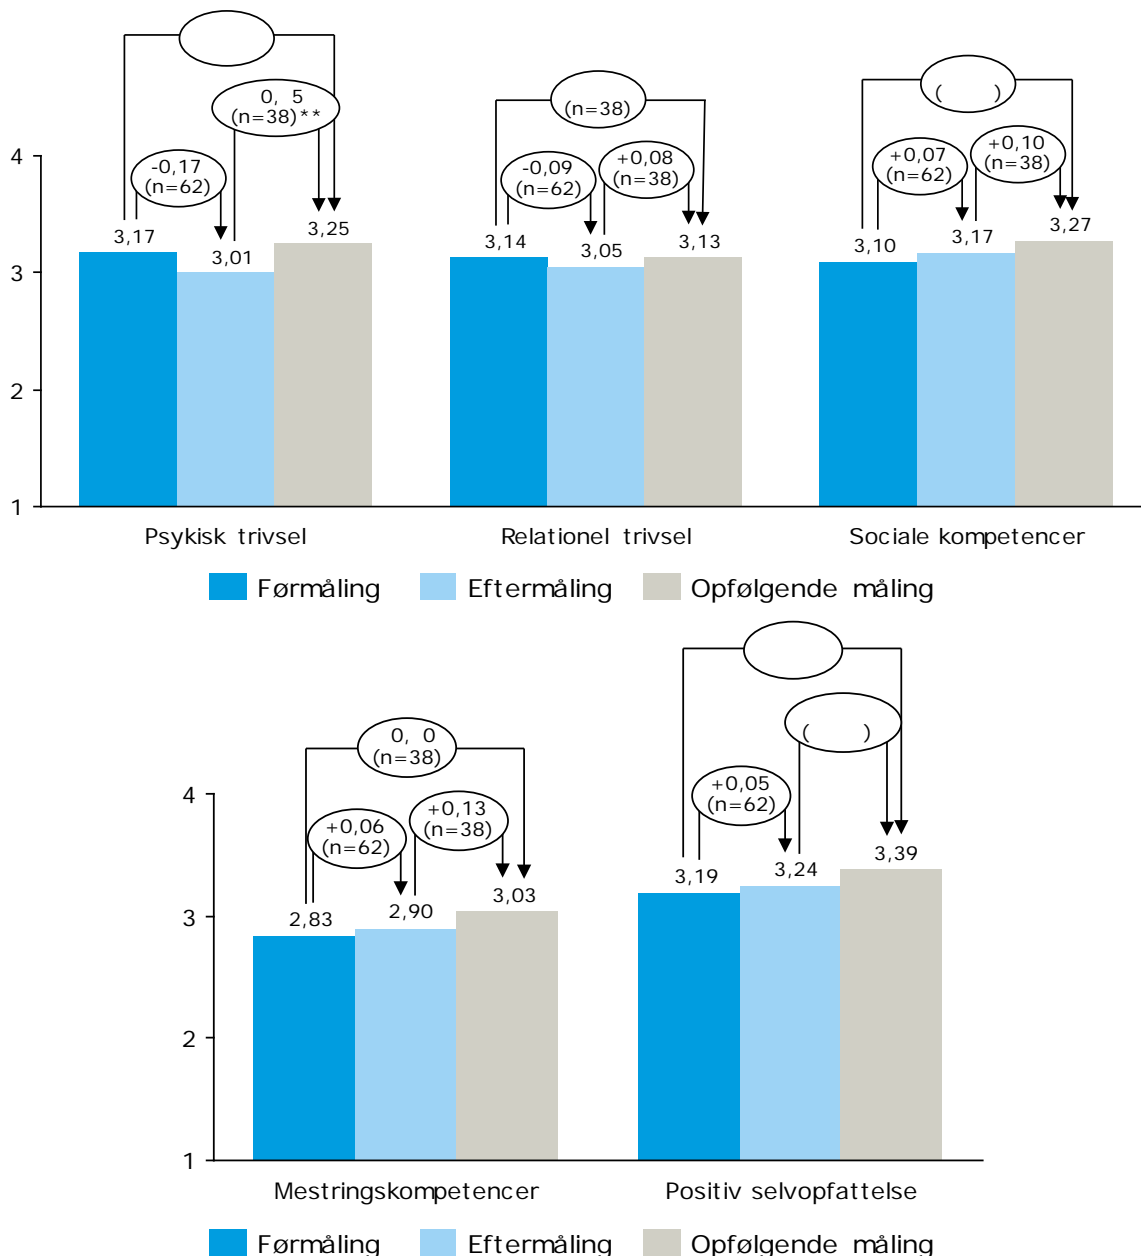 0, 5
(n=38)**
(n=38)
( )
4
-0,17
(n=62)
-0,09
(n=62)
+0,08
(n=38)
+0,07
(n=62)
+0,10
(n=38)
3,17
3,01
3,25
3,14
3,05
3,13
3,10
3,17
3,27
3
2
1
Psykisk trivsel
Relationel trivsel
Sociale kompetencer
Førmåling
Eftermåling
Opfølgende måling
0, 0
(n=38)
( )
4
+0,06
(n=62)
+0,13
(n=38)
+0,05
(n=62)
2,83
2,90
3,03
3,19
3,24
3,39
3
2
1
Mestringskompetencer
Positiv selvopfattelse
Førmåling
Eftermåling
Opfølgende måling